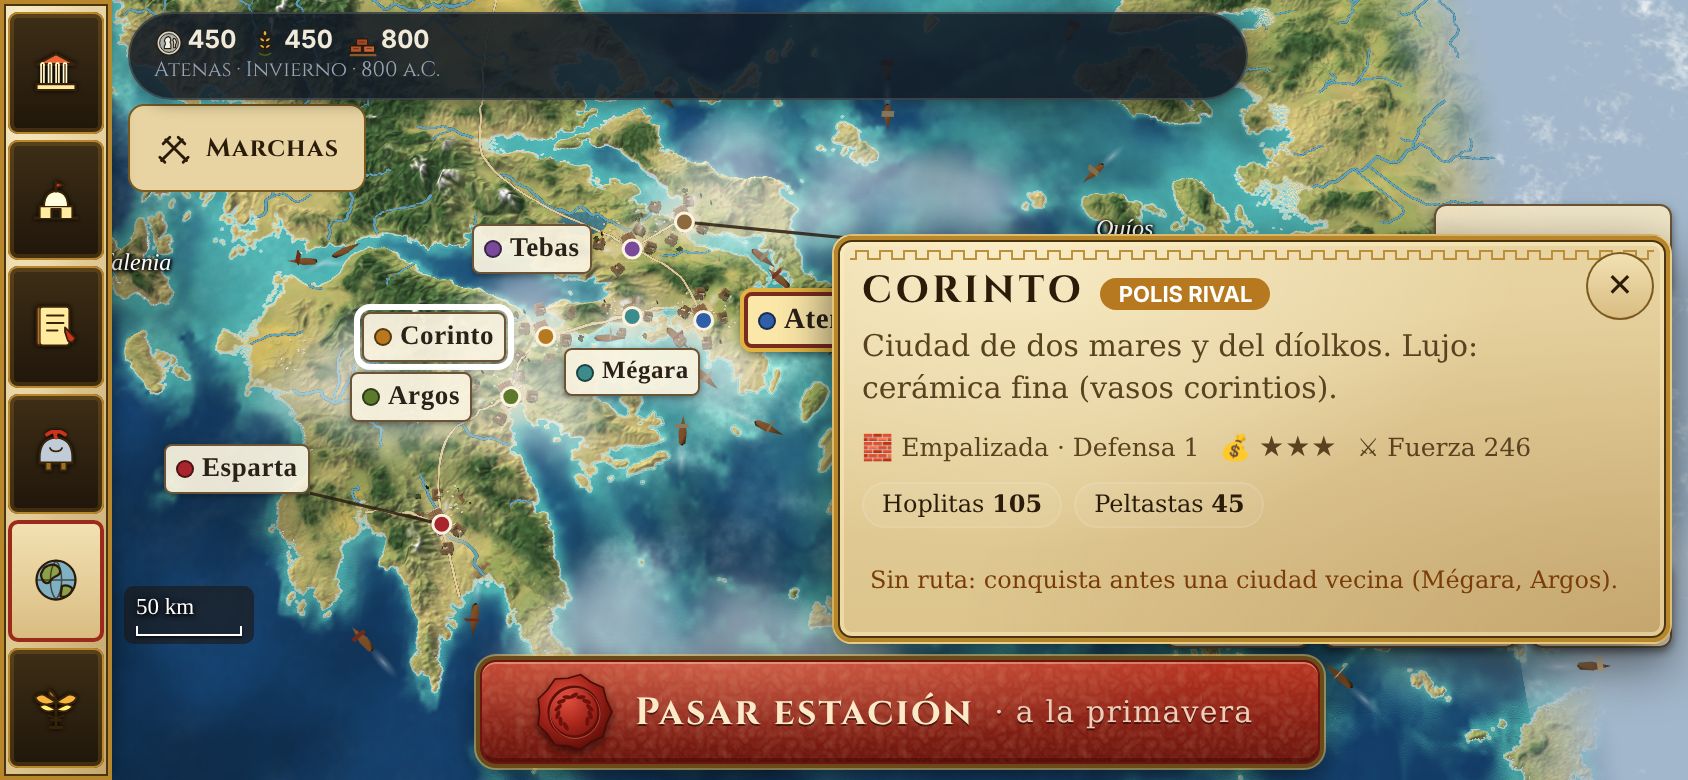 450 450 800
Atenas · Invierno · 800 a.C.
Marchas
Quíos
alenia
Tebas
Corinto
Ate
Mégara
Argos
Esparta
50 km
CORINTO POLIS RIVAL ✕
Ciudad de dos mares y del díolkos. Lujo:
cerámica fina (vasos corintios).
🧱 Empalizada · Defensa 1 💰 ★★★ ⚔ Fuerza 246
Hoplitas 105 Peltastas 45
Sin ruta: conquista antes una ciudad vecina (Mégara, Argos).
Pasar estación · a la primavera